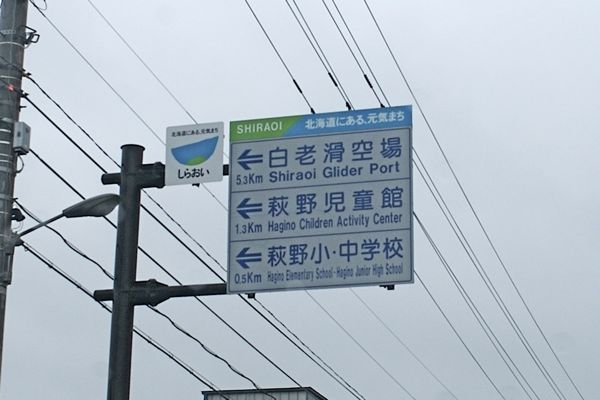 北海道にある、元気まち
しらおい
SHIRAOI 北海道にある、元気まち
白老滑空場
5.3Km Shiraoi Glider Port
萩野児童館
1.3Km Hagino Children Activity Center
萩野小・中学校
0.5Km Hagino Elementary School・Hagino Junior High School